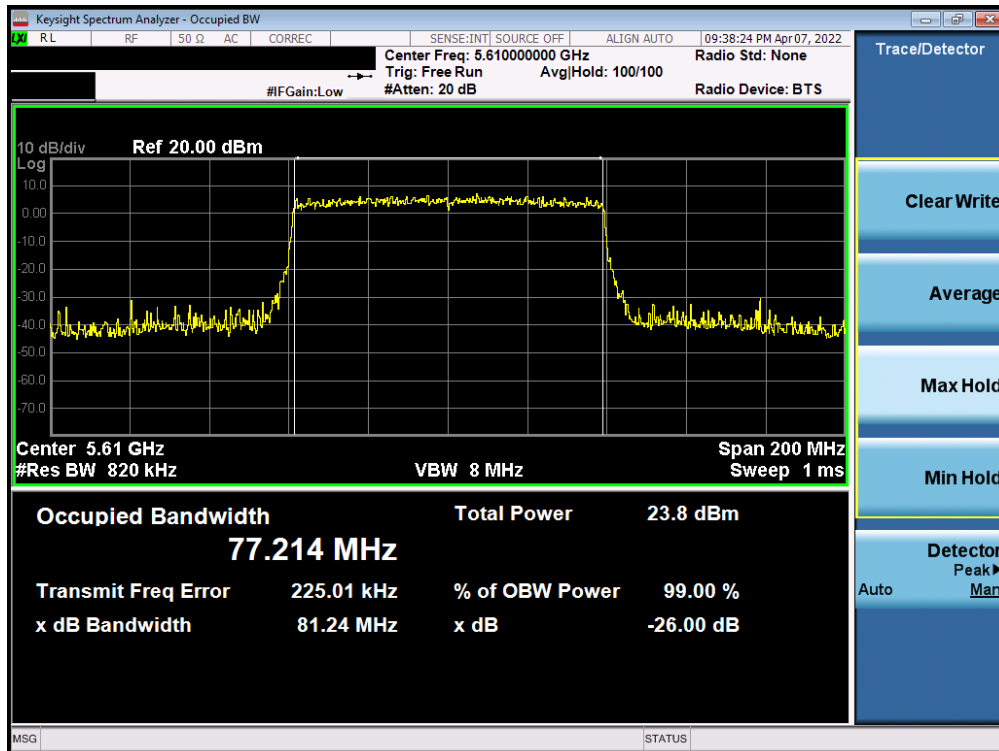 Keysight Spectrum Analyzer - Occupied BW
LXI RL RF 50 Ω AC CORREC SENSE:INT SOURCE OFF ALIGN AUTO 09:38:24 PM Apr 07, 2022
Center Freq: 5.610000000 GHz Radio Std: None
Trig: Free Run Avg|Hold: 100/100
#IFGain:Low #Atten: 20 dB Radio Device: BTS
10 dB/div Ref 20.00 dBm
Log
10.0
0.00
-10.0
-20.0
-30.0
-40.0
-50.0
-60.0
-70.0
Center 5.61 GHz Span 200 MHz
#Res BW 820 kHz VBW 8 MHz Sweep 1 ms
Occupied Bandwidth Total Power 23.8 dBm
77.214 MHz
Transmit Freq Error 225.01 kHz % of OBW Power 99.00 %
x dB Bandwidth 81.24 MHz x dB -26.00 dB
MSG STATUS
Trace/Detector
Clear Write
Average
Max Hold
Min Hold
Detector
Peak▶
Auto Man